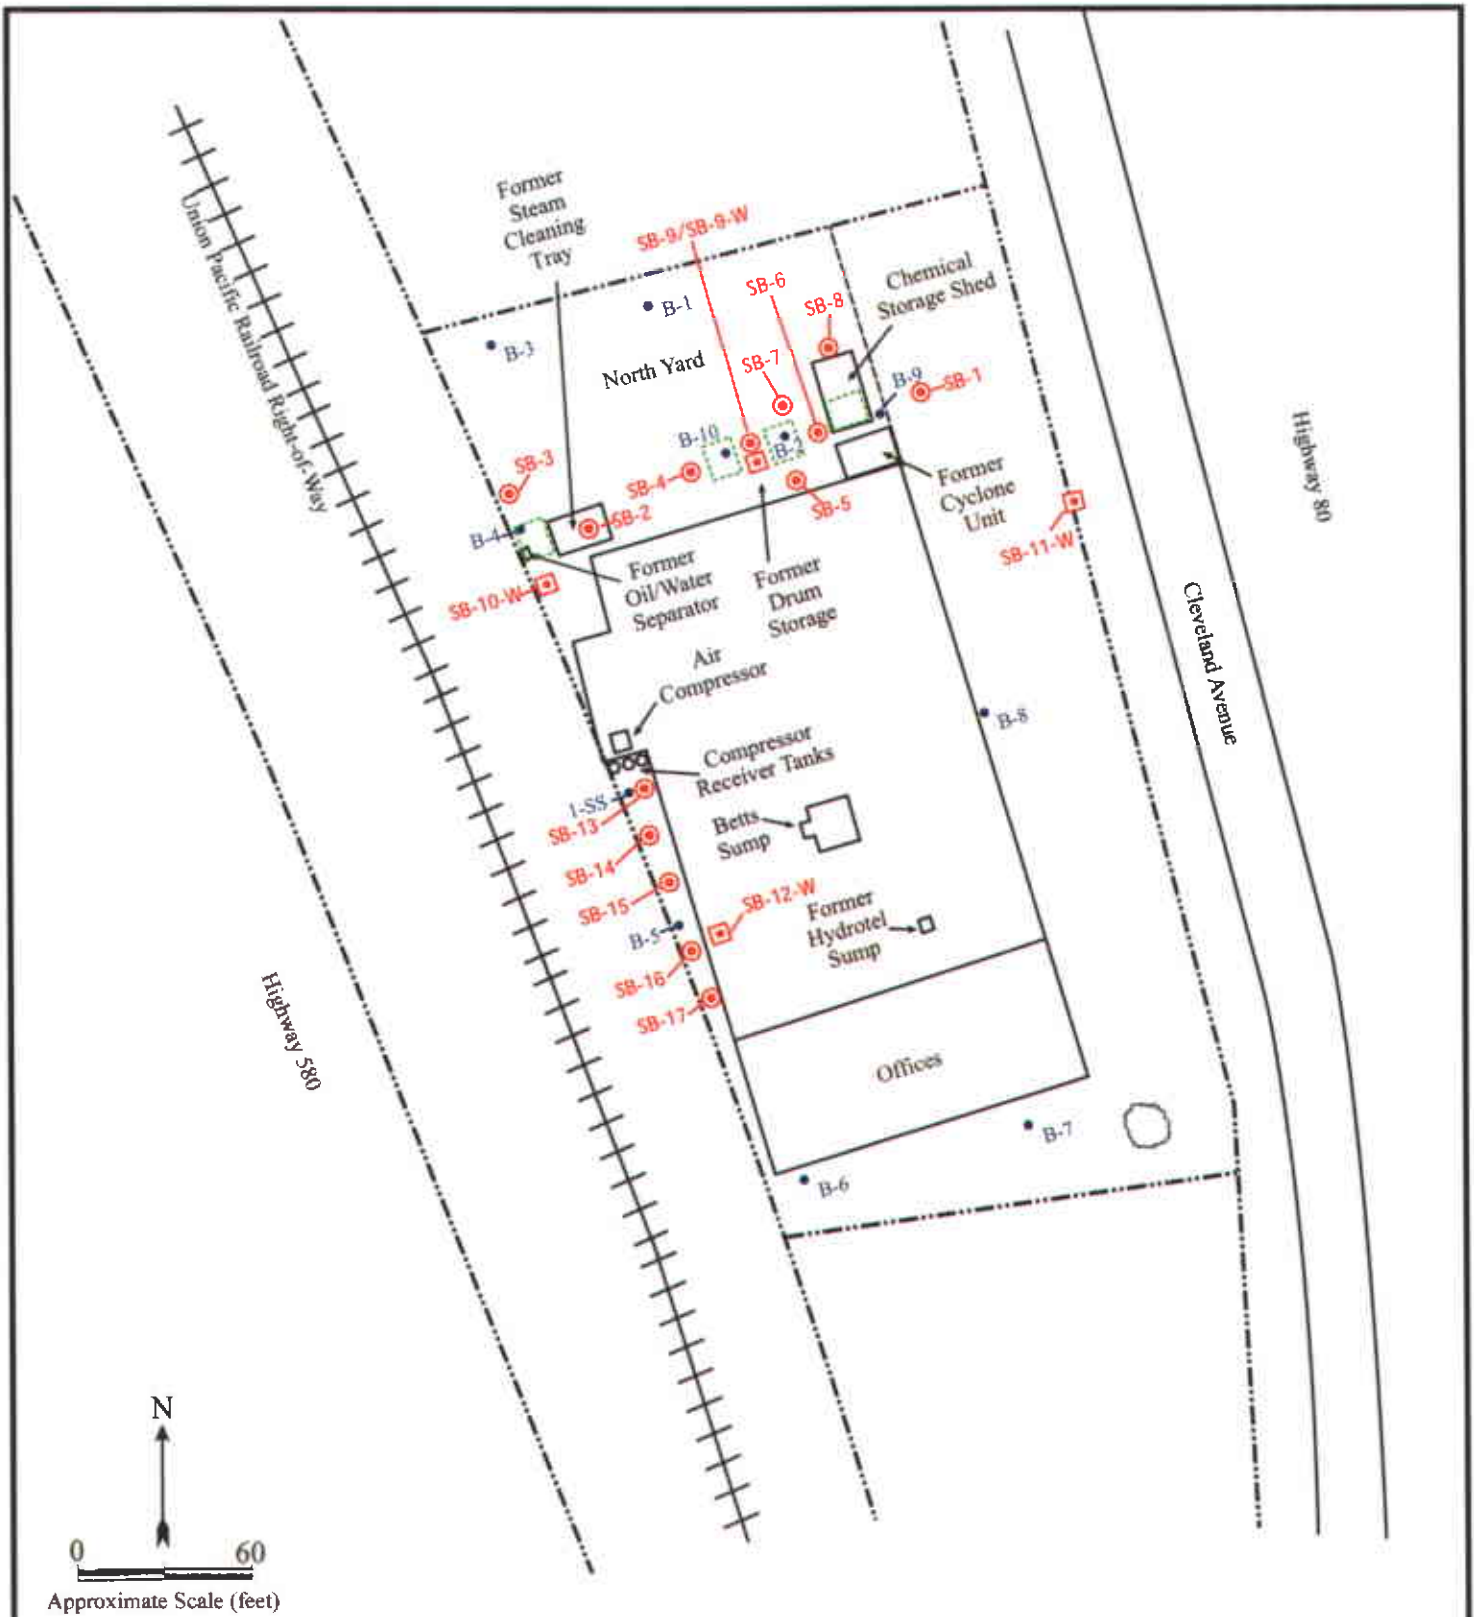 Former
Steam
Cleaning
Tray
SB-9/SB-9-W
SB-6
SB-8
Chemical
Storage Shed
B-1
B-3
North Yard
SB-7
B-9
SB-1
Union Pacific Railroad Right-of-Way
B-10
B-2
SB-3
SB-4
SB-5
Former
Cyclone
Unit
Highway 80
B-4
SB-2
SB-11-W
Former
Oil/Water
Separator
Former
Drum
Storage
SB-10-W
Cleveland Avenue
Air
Compressor
B-8
Compressor
Receiver Tanks
1-SS
SB-13
Betts
Sump
SB-14
SB-15
SB-12-W
Former
Hydrotel
Sump
B-5
SB-16
SB-17
Highway 580
Offices
B-7
B-6
N
0 60
Approximate Scale (feet)